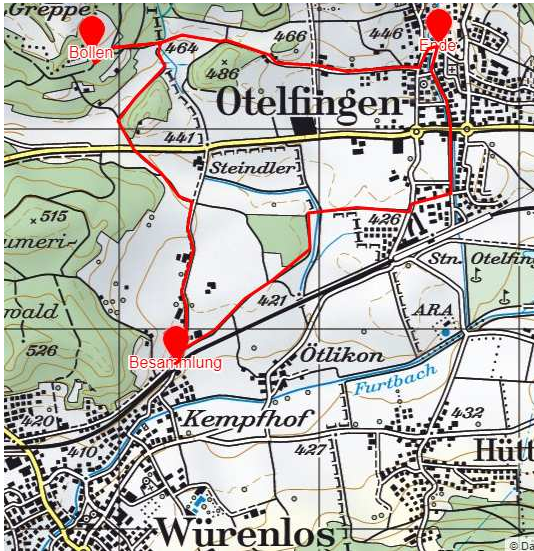 Greppe:
Bollen
464
466
446
Ende
486
Otelfingen
441
Steindler
515
umeri-
426
Stn. Otelfing
421
wald
526
ARA
Besammlung
Ötlikon
Furtbach
420
Kempfhof
432
410
427
Hutt
Würenlos
© Da